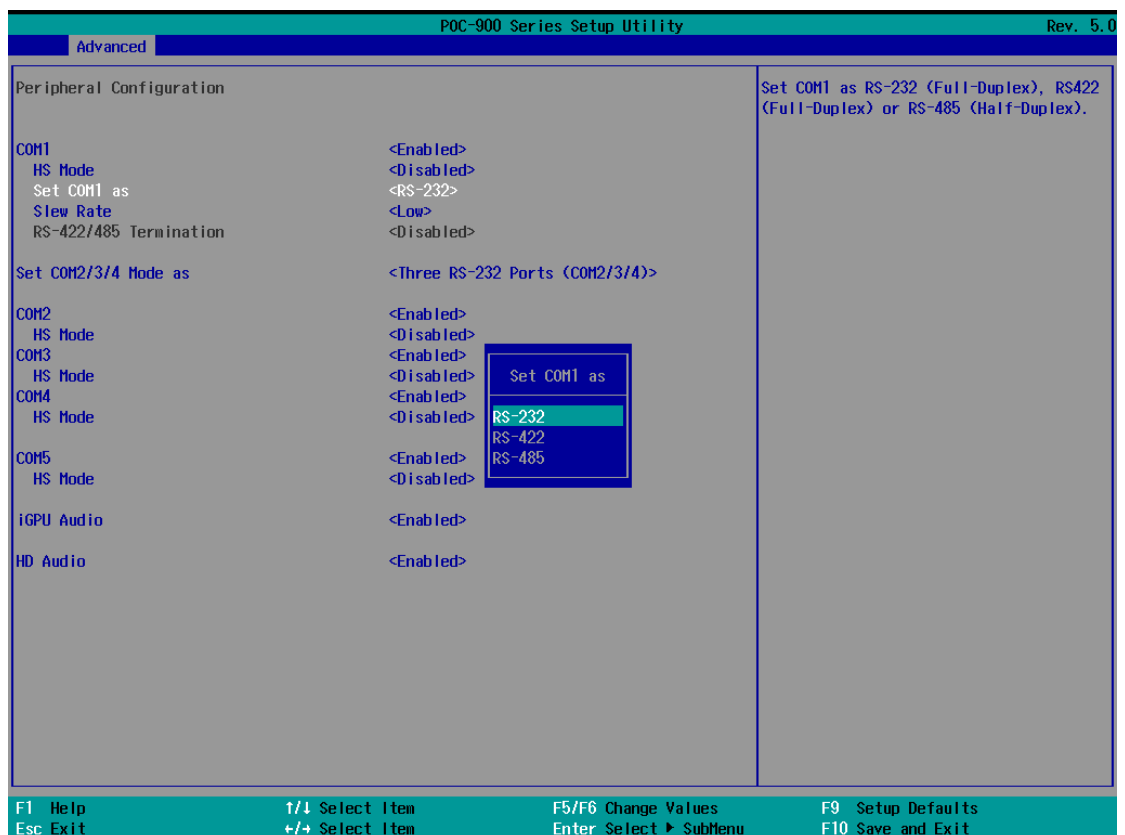 POC-900 Series Setup Utility Rev. 5.0
Advanced
Peripheral Configuration
Set COM1 as RS-232 (Full-Duplex), RS422
(Full-Duplex) or RS-485 (Half-Duplex).
COM1 <Enabled>
HS Mode <Disabled>
Set COM1 as <RS-232>
Slew Rate <Low>
RS-422/485 Termination <Disabled>
Set COM2/3/4 Mode as <Three RS-232 Ports (COM2/3/4)>
COM2 <Enabled>
HS Mode <Disabled>
COM3 <Enabled>
HS Mode <Disabled>
COM4 <Enabled>
HS Mode <Disabled>
COM5 <Enabled>
HS Mode <Disabled>
iGPU Audio <Enabled>
HD Audio <Enabled>
Set COM1 as
RS-232
RS-422
RS-485
F1 Help ↑/↓ Select Item F5/F6 Change Values F9 Setup Defaults
Esc Exit ←/→ Select Item Enter Select ▶ SubMenu F10 Save and Exit